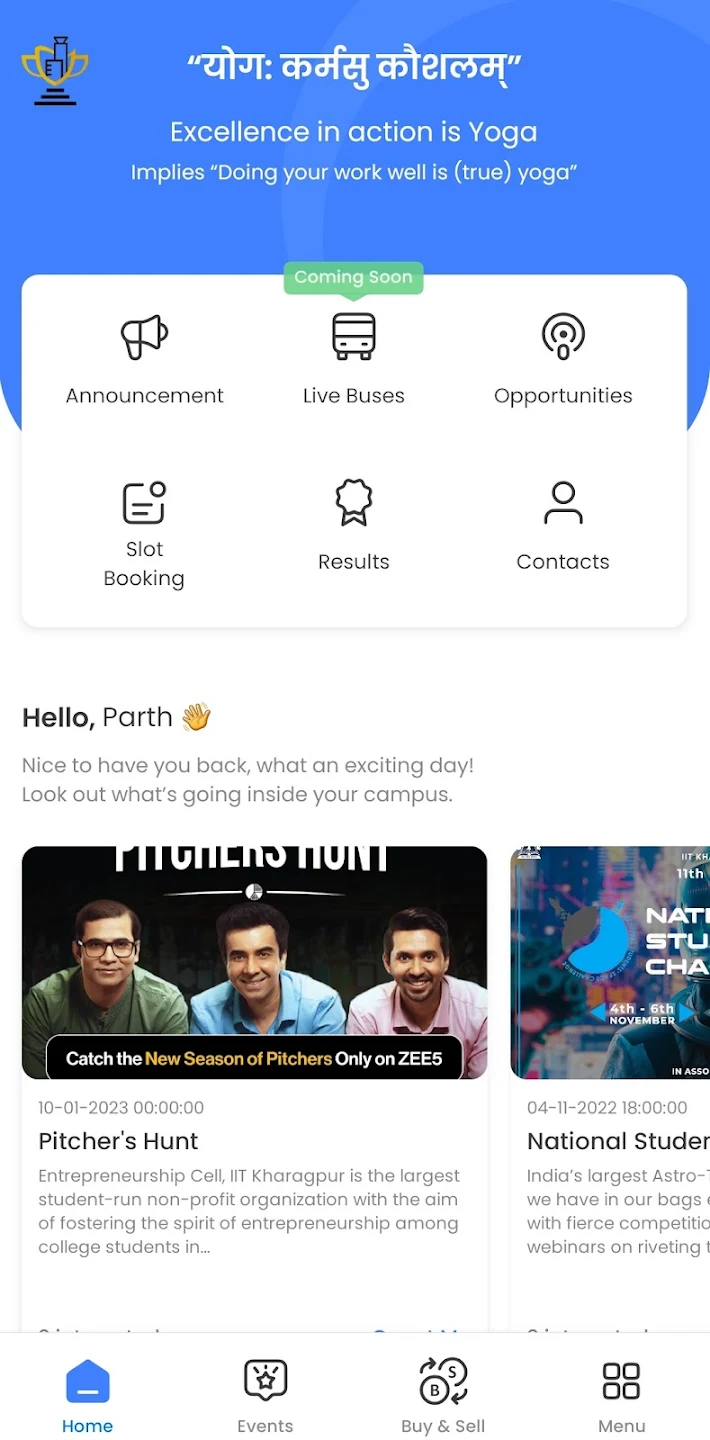 “योग: कर्मसु कौशलम्”
Excellence in action is Yoga
Implies “Doing your work well is (true) yoga”
Coming Soon
Announcement
Live Buses
Opportunities
Slot
Booking
Results
Contacts
Hello, Parth 👋
Nice to have you back, what an exciting day!
Look out what’s going inside your campus.
PITCHERS HUNT
Catch the New Season of Pitchers Only on ZEE5
10-01-2023 00:00:00
Pitcher's Hunt
Entrepreneurship Cell, IIT Kharagpur is the largest
student-run non-profit organization with the aim
of fostering the spirit of entrepreneurship among
college students in...
IIT KH
11th
NATI
STU
CHA
4th - 6th
NOVEMBER
IN ASSO
04-11-2022 18:00:00
National Studer
India’s largest Astro-T
we have in our bags e
with fierce competitio
webinars on riveting t
Home
Events
Buy & Sell
Menu